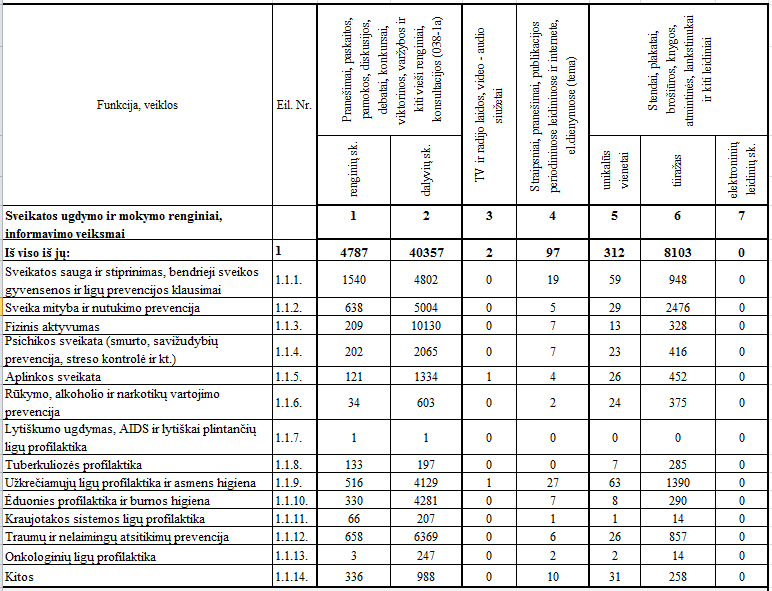 Funkcija, veiklos
Eil. Nr.
Pranešimai, paskaitos,
pamokos, diskusijos,
debatai, konkursai,
viktorinos, varžybos ir
kiti vieši renginiai,
konsultacijos (038-1a)
TV ir radijo laidos, video - audio
siužetai
Straipsniai, pranešimai, publikacijos
periodiniuose leidiniuose ir internete,
el.dienynuose (tema)
Stendai, plakatai,
brošiūros, knygos,
atmintinės, lankstinukai
ir kiti leidiniai
renginių sk.
dalyvių sk.
unikalūs
vienetai
tiražas
elektroninių
leidinių sk.
Sveikatos ugdymo ir mokymo renginiai,
informavimo veiksmai
1 2 3 4 5 6 7
Iš viso iš jų: 1 4787 40357 2 97 312 8103 0
Sveikatos sauga ir stiprinimas, bendrieji sveikos
gyvensenos ir ligų prevencijos klausimai
1.1.1. 1540 4802 0 19 59 948 0
Sveika mityba ir nutukimo prevencija 1.1.2. 638 5004 0 5 29 2476 0
Fizinis aktyvumas 1.1.3. 209 10130 0 7 13 328 0
Psichikos sveikata (smurto, savižudybių
prevencija, streso kontrolė ir kt.)
1.1.4. 202 2065 0 7 23 416 0
Aplinkos sveikata 1.1.5. 121 1334 1 4 26 452 0
Rūkymo, alkoholio ir narkotikų vartojimo
prevencija
1.1.6. 34 603 0 2 24 375 0
Lytiškumo ugdymas, AIDS ir lytiškai plintančių
ligų profilaktika
1.1.7. 1 1 0 0 0 0 0
Tuberkuliozės profilaktika 1.1.8. 133 197 0 0 7 285 0
Užkrečiamųjų ligų profilaktika ir asmens higiena 1.1.9. 516 4129 1 27 63 1390 0
Ėduonies profilaktika ir burnos higiena 1.1.10. 330 4281 0 7 8 290 0
Kraujotakos sistemos ligų profilaktika 1.1.11. 66 207 0 1 1 14 0
Traumų ir nelaimingų atsitikimų prevencija 1.1.12. 658 6369 0 6 26 857 0
Onkologinių ligų profilaktika 1.1.13. 3 247 0 2 2 14 0
Kitos 1.1.14. 336 988 0 10 31 258 0